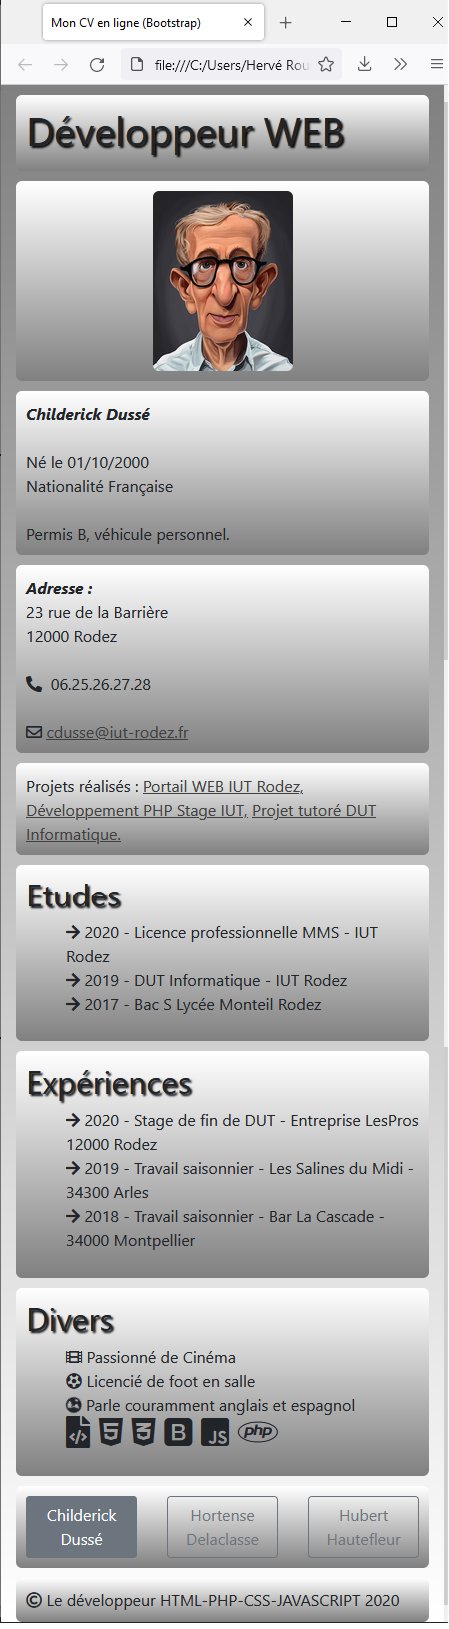 Mon CV en ligne (Bootstrap)
file:///C:/Users/Hervé Rou
Développeur WEB
Childerick Dussé
Né le 01/10/2000
Nationalité Française
Permis B, véhicule personnel.
Adresse :
23 rue de la Barrière
12000 Rodez
06.25.26.27.28
cdusse@iut-rodez.fr
Projets réalisés : Portail WEB IUT Rodez,
Développement PHP Stage IUT, Projet tutoré DUT
Informatique.
Etudes
2020 - Licence professionnelle MMS - IUT
Rodez
2019 - DUT Informatique - IUT Rodez
2017 - Bac S Lycée Monteil Rodez
Expériences
2020 - Stage de fin de DUT - Entreprise LesPros
12000 Rodez
2019 - Travail saisonnier - Les Salines du Midi -
34300 Arles
2018 - Travail saisonnier - Bar La Cascade -
34000 Montpellier
Divers
Passionné de Cinéma
Licencié de foot en salle
Parle couramment anglais et espagnol
5 3 B JS php
Childerick Hortense Hubert
Dussé Delaclasse Hautefleur
© Le développeur HTML-PHP-CSS-JAVASCRIPT 2020